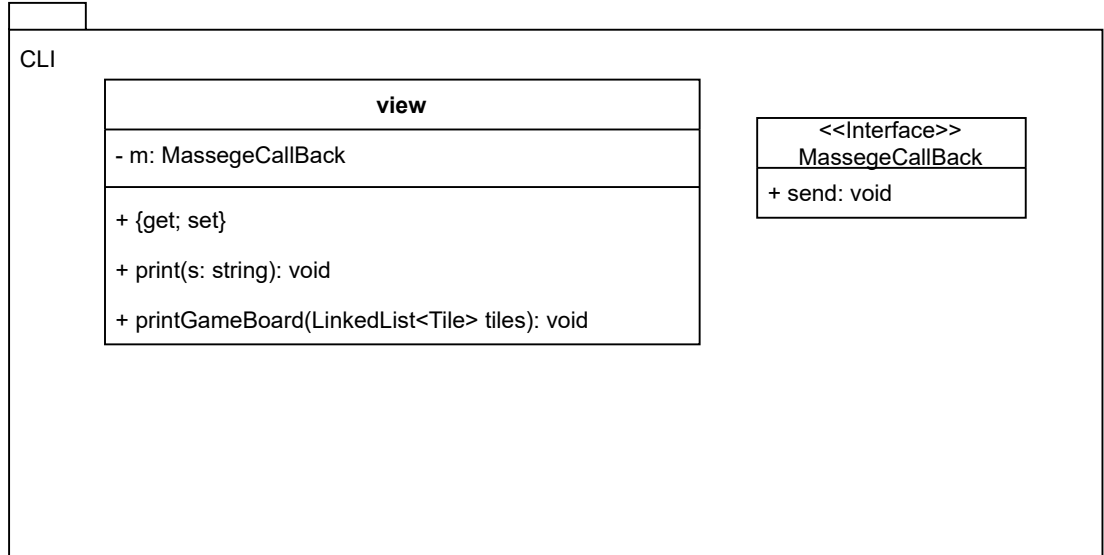 CLI
view
- m: MassegeCallBack
+ {get; set}
+ print(s: string): void
+ printGameBoard(LinkedList<Tile> tiles): void
<<Interface>>
MassegeCallBack
+ send: void